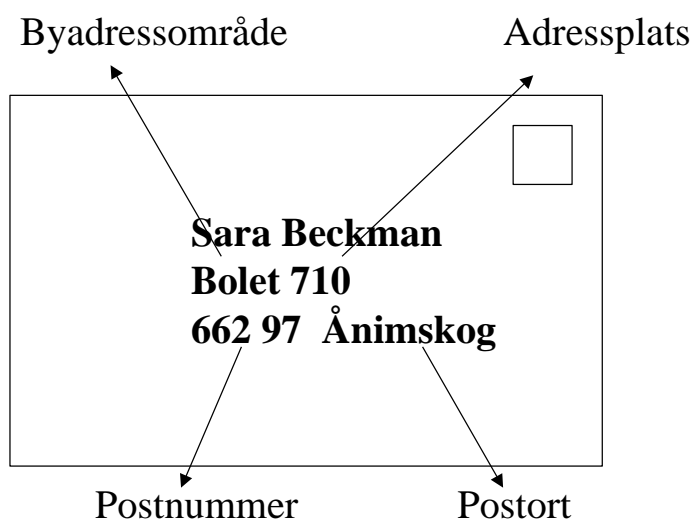 Byadressområde Adressplats
Sara Beckman
Bolet 710
662 97 Ånimskog
Postnummer Postort